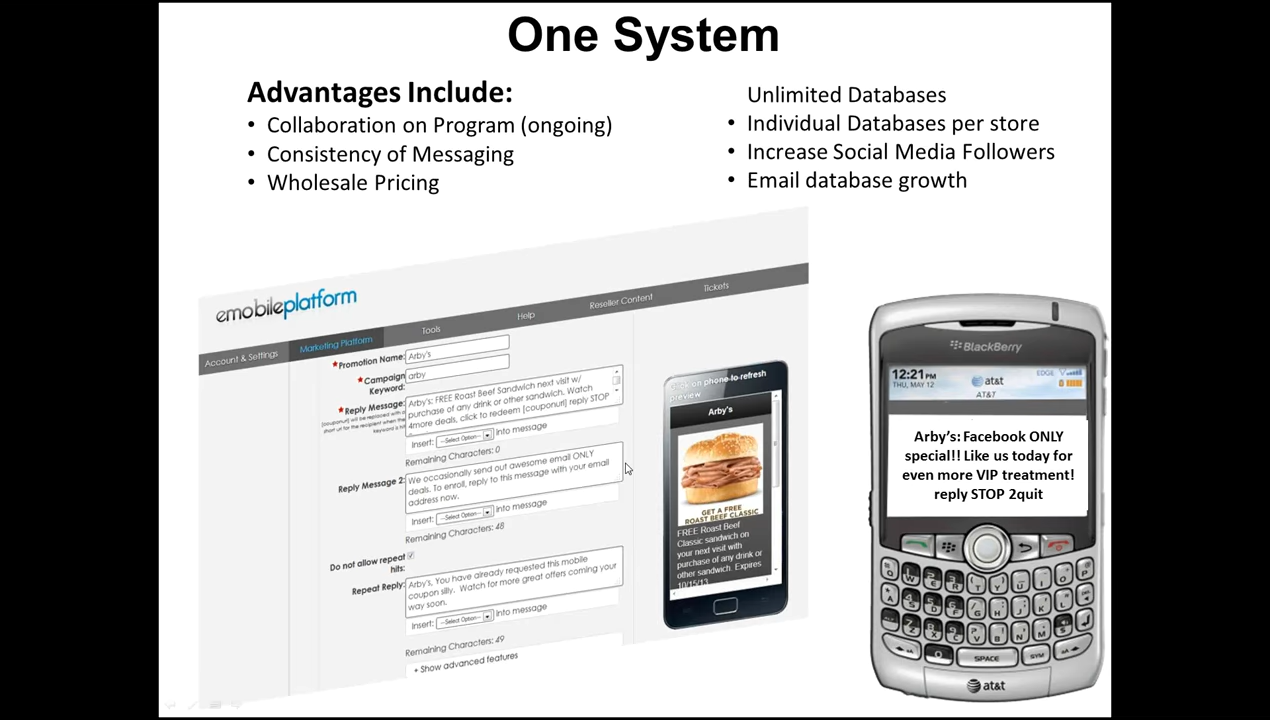 One System
Advantages Include:
• Collaboration on Program (ongoing)
• Consistency of Messaging
• Wholesale Pricing
Unlimited Databases
• Individual Databases per store
• Increase Social Media Followers
• Email database growth
emobileplatform
Account & Settings
Marketing Platform
Tools
Help
Reseller Content
Tickets
*Promotion Name:
Arby's
*Campaign
Keyword:
arby
*Reply Message:
Arby's: FREE Roast Beef Sandwich next visit w/
purchase of any drink or other sandwich. Watch
4more deals, click to redeem [couponurl] reply STOP
Insert: --Select Option-- into message
Remaining Characters: 0
Reply Message 2:
We occasionally send out awesome email ONLY
deals. To enroll, reply to this message with your email
address now.
Insert: --Select Option-- into message
Remaining Characters: 48
Do not allow repeat
hits:
Repeat Reply:
Arby's. You have already requested this mobile
coupon silly. Watch for more great offers coming your
way soon.
Insert: --Select Option-- into message
Remaining Characters: 49
+ Show advanced features
Click on phone to refresh
preview
Arby's
GET A FREE
ROAST BEEF CLASSIC
FREE Roast Beef
Classic sandwich on
your next visit with
purchase of any drink or
other sandwich. Expires
10/15/13
BlackBerry
12:21PM
THU, MAY 12
at&t
AT&T
EDGE
Arby's: Facebook ONLY
special!! Like us today for
even more VIP treatment!
reply STOP 2quit
SPACE
SYM
at&t